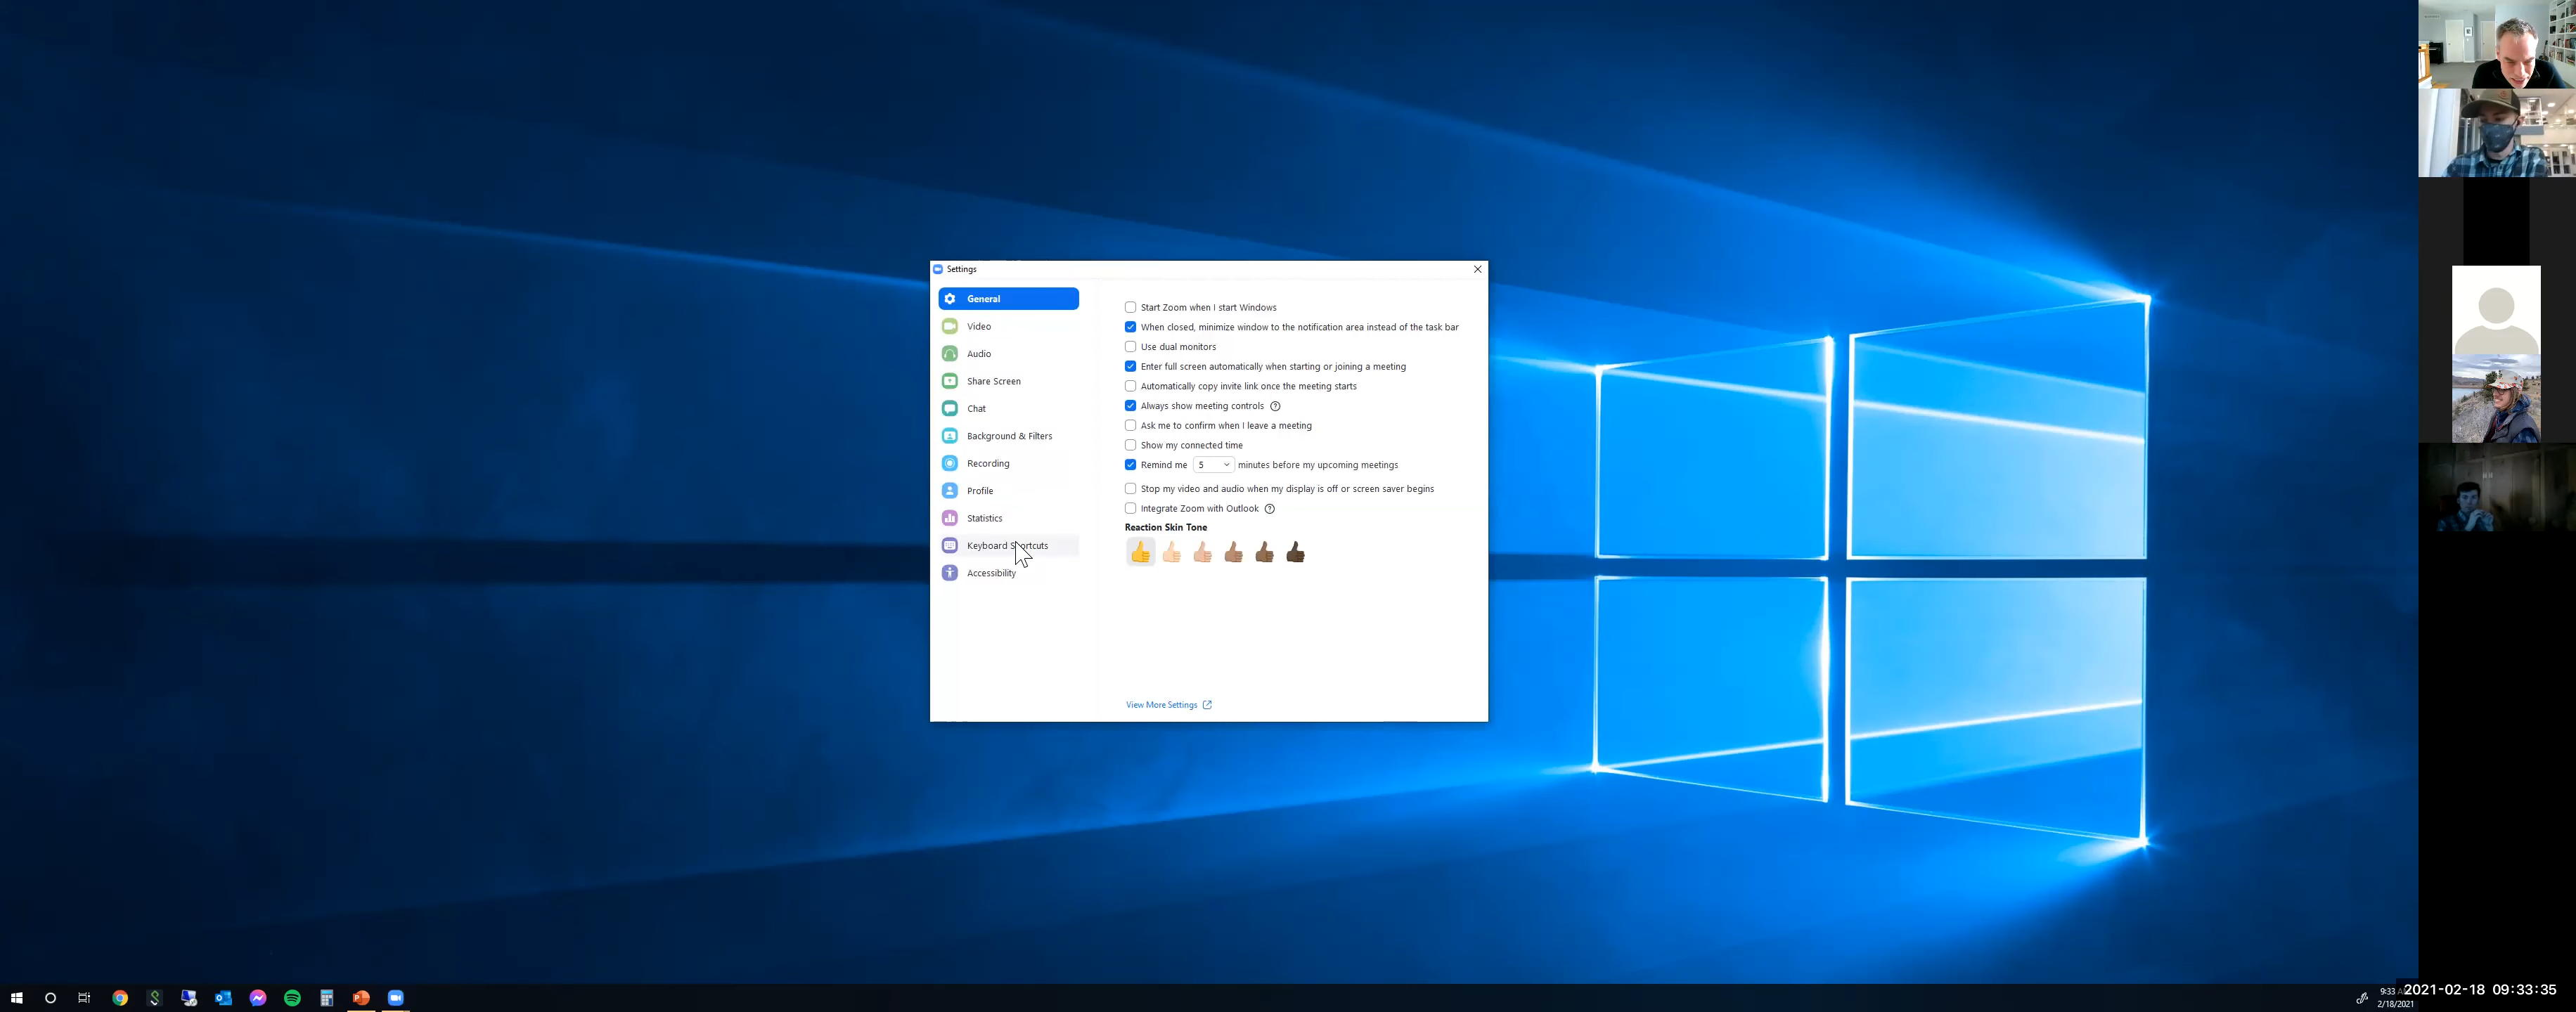 Settings
General
Video
Audio
Share Screen
Chat
Background & Filters
Recording
Profile
Statistics
Keyboard Shortcuts
Accessibility
Start Zoom when I start Windows
When closed, minimize window to the notification area instead of the task bar
Use dual monitors
Enter full screen automatically when starting or joining a meeting
Automatically copy invite link once the meeting starts
Always show meeting controls
Ask me to confirm when I leave a meeting
Show my connected time
Remind me 5 minutes before my upcoming meetings
Stop my video and audio when my display is off or screen saver begins
Integrate Zoom with Outlook
Reaction Skin Tone
View More Settings
9:33
2/18/2021
2021-02-18 09:33:35